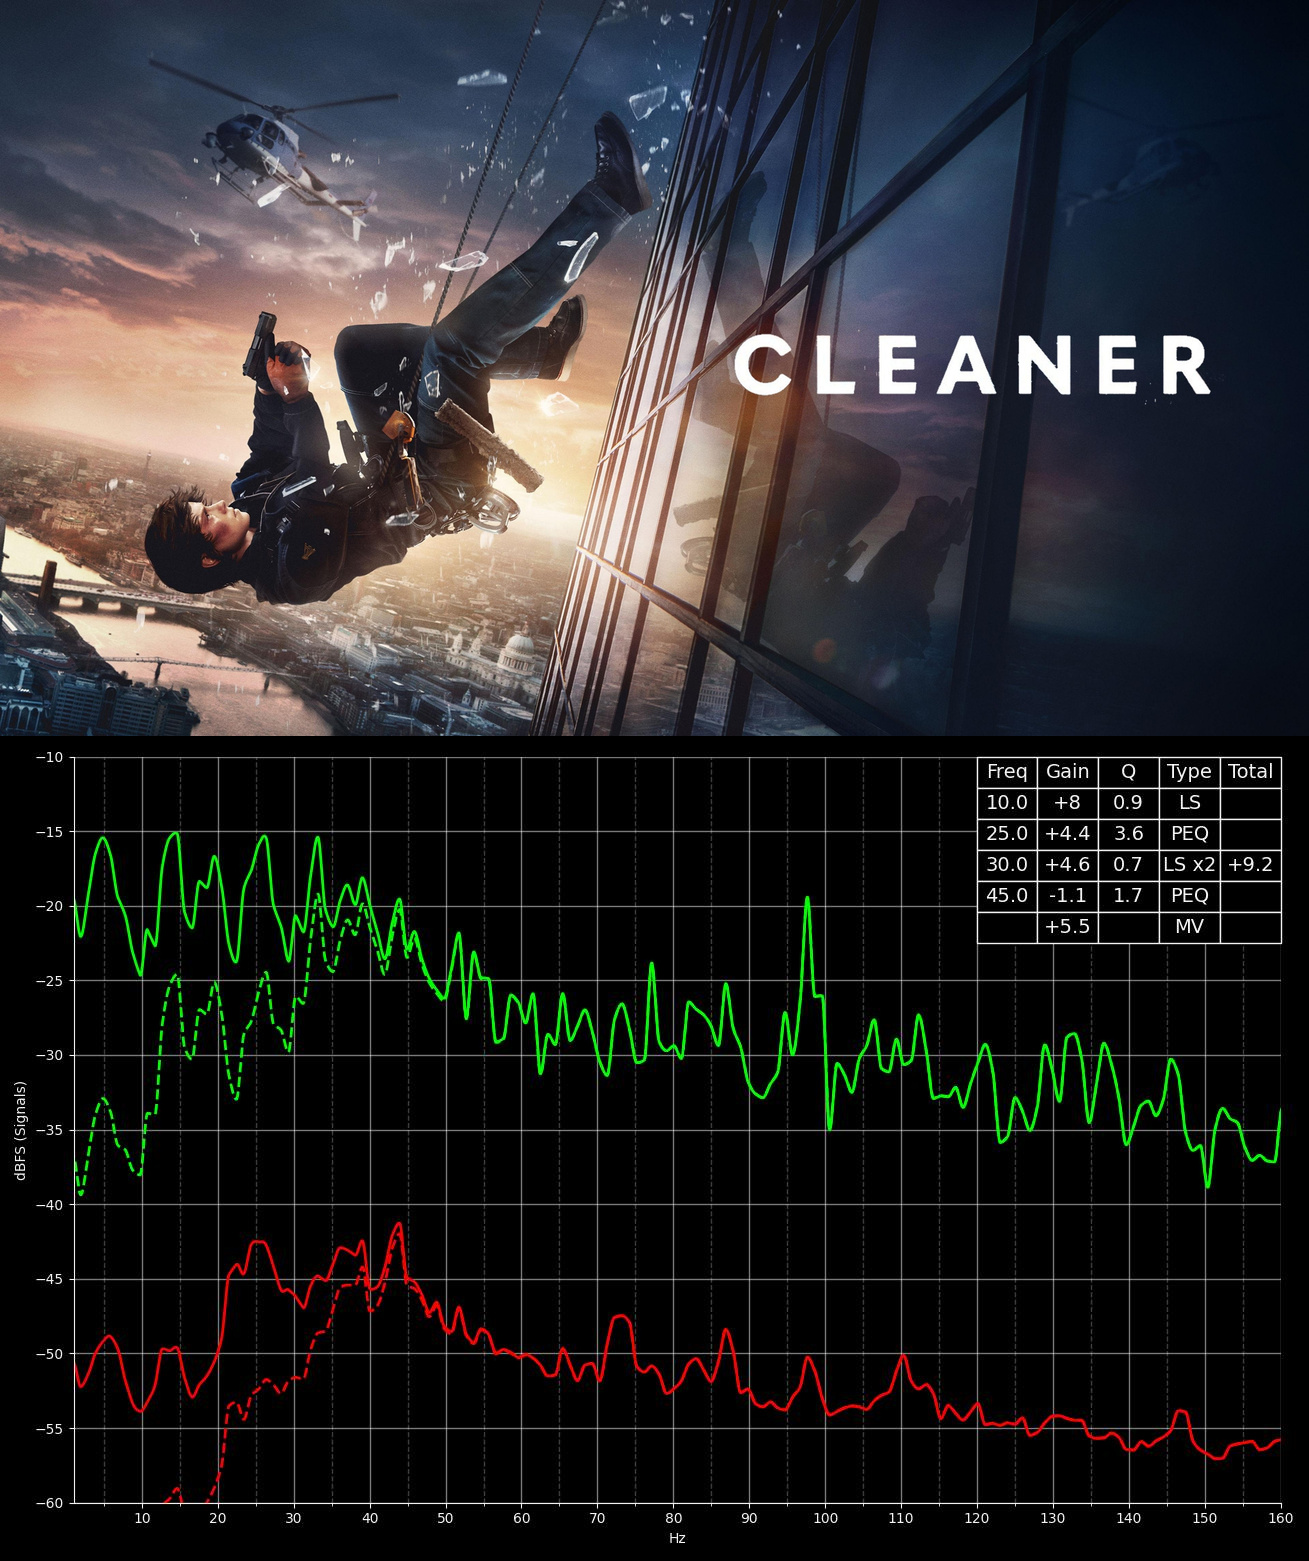 CLEANER
Freq Gain Q Type Total
10.0 +8 0.9 LS
25.0 +4.4 3.6 PEQ
30.0 +4.6 0.7 LS x2 +9.2
45.0 -1.1 1.7 PEQ
+5.5 MV
−10
−15
−20
−25
−30
−35
−40
−45
−50
−55
−60
dBFS (Signals)
10 20 30 40 50 60 70 80 90 100 110 120 130 140 150 160
Hz